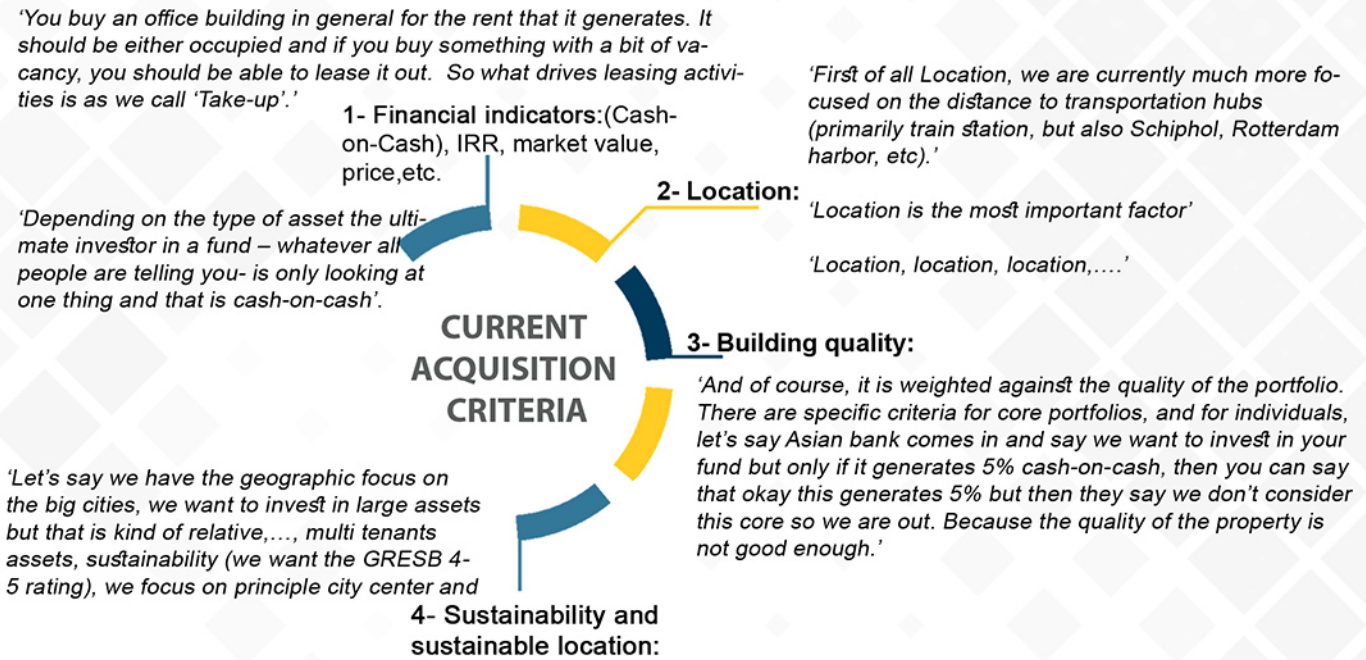 ‘You buy an office building in general for the rent that it generates. It
should be either occupied and if you buy something with a bit of va-
cancy, you should be able to lease it out.  So what drives leasing activi-
ties is as we call ‘Take-up’.’
1- Financial indicators:(Cash-
on-Cash), IRR, market value,
price,etc.
‘Depending on the type of asset the ulti-
mate investor in a fund – whatever all
people are telling you- is only looking at
one thing and that is cash-on-cash’.
‘First of all Location, we are currently much more fo-
cused on the distance to transportation hubs
(primarily train station, but also Schiphol, Rotterdam
harbor, etc).’
2- Location:
‘Location is the most important factor’
‘Location, location, location,….’
CURRENT
ACQUISITION
CRITERIA
3- Building quality:
‘And of course, it is weighted against the quality of the portfolio.
There are specific criteria for core portfolios, and for individuals,
let’s say Asian bank comes in and say we want to invest in your
fund but only if it generates 5% cash-on-cash, then you can say
that okay this generates 5% but then they say we don’t consider
this core so we are out. Because the quality of the property is
not good enough.’
‘Let’s say we have the geographic focus on
the big cities, we want to invest in large assets
but that is kind of relative,…, multi tenants
assets, sustainability (we want the GRESB 4-
5 rating), we focus on principle city center and
4- Sustainability and
sustainable location: